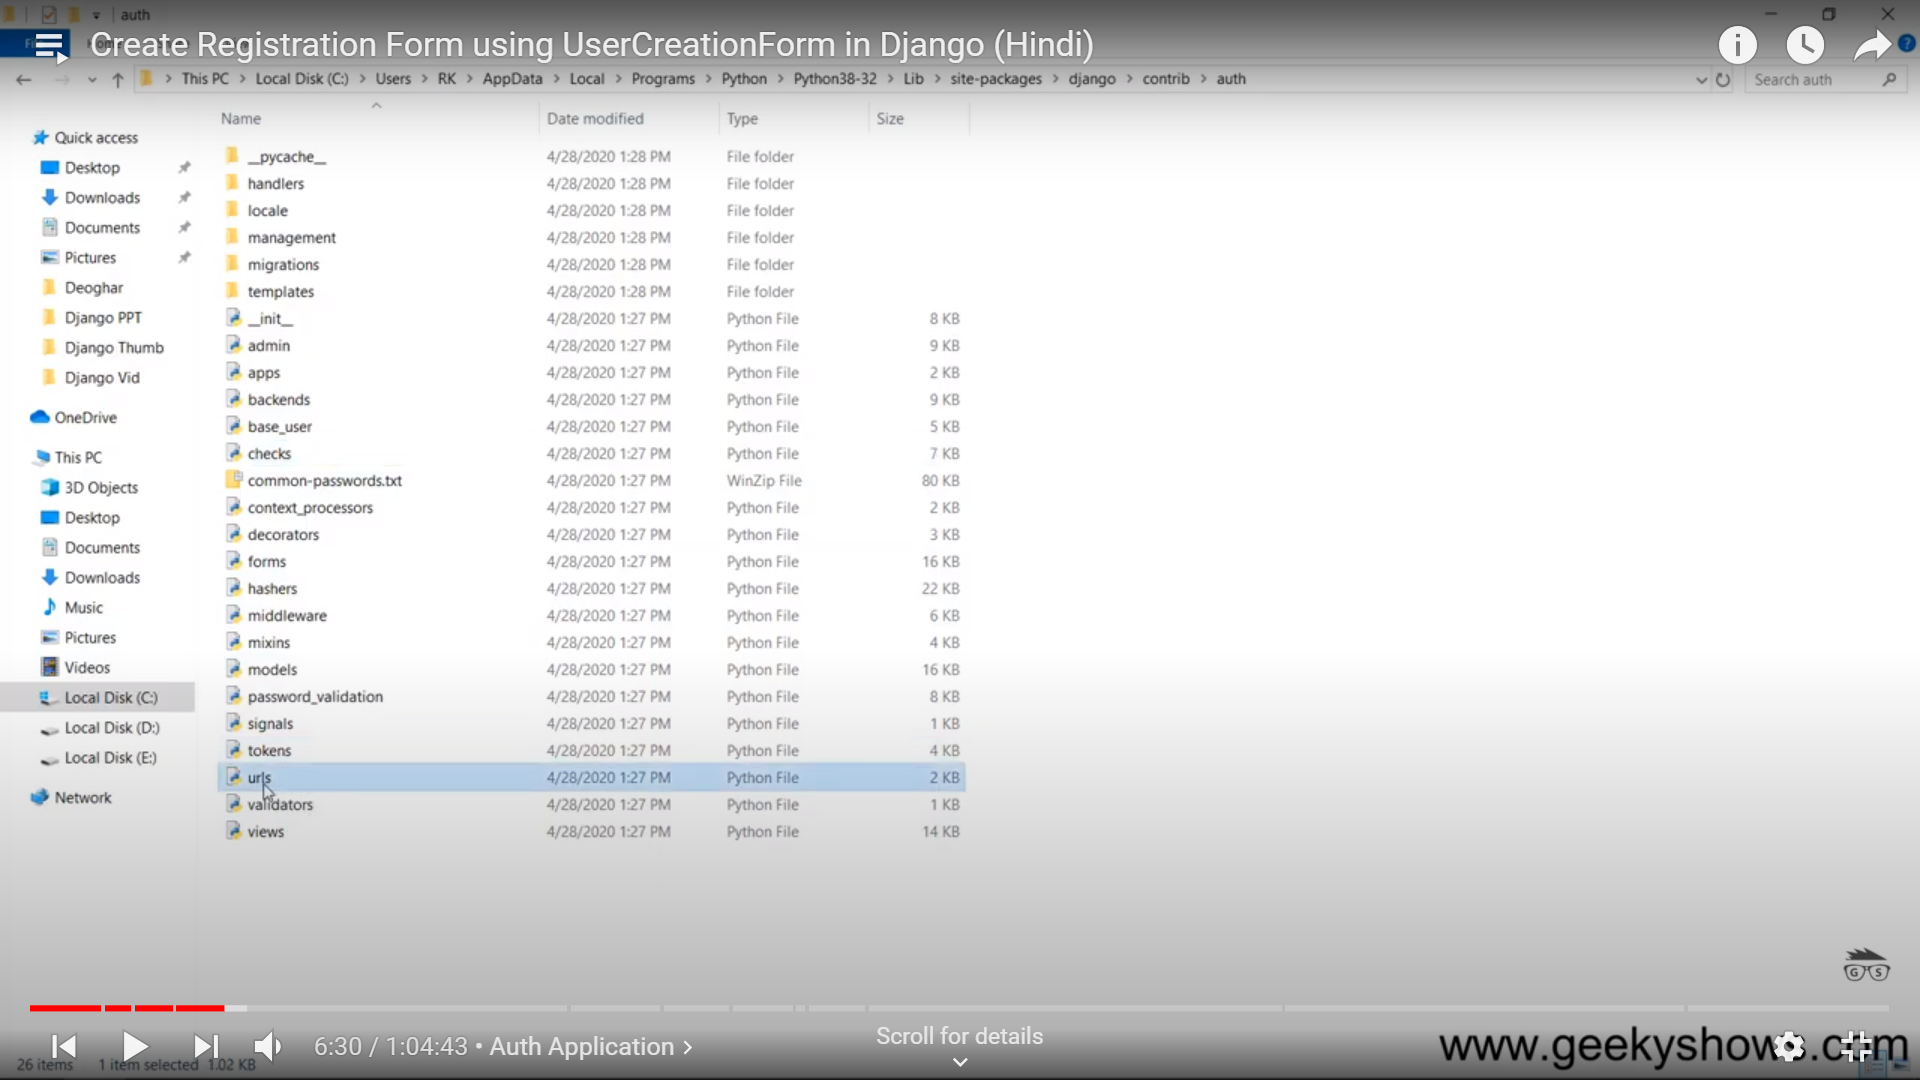 auth
Create Registration Form using UserCreationForm in Django (Hindi)
This PC > Local Disk (C:) > Users > RK > AppData > Local > Programs > Python > Python38-32 > Lib > site-packages > django > contrib > auth
Search auth
Name Date modified Type Size
Quick access
Desktop
Downloads
Documents
Pictures
Deoghar
Django PPT
Django Thumb
Django Vid
OneDrive
This PC
3D Objects
Desktop
Documents
Downloads
Music
Pictures
Videos
Local Disk (C:)
Local Disk (D:)
Local Disk (E:)
Network
__pycache__ 4/28/2020 1:28 PM File folder
handlers 4/28/2020 1:28 PM File folder
locale 4/28/2020 1:28 PM File folder
management 4/28/2020 1:28 PM File folder
migrations 4/28/2020 1:28 PM File folder
templates 4/28/2020 1:28 PM File folder
__init__ 4/28/2020 1:27 PM Python File 8 KB
admin 4/28/2020 1:27 PM Python File 9 KB
apps 4/28/2020 1:27 PM Python File 2 KB
backends 4/28/2020 1:27 PM Python File 9 KB
base_user 4/28/2020 1:27 PM Python File 5 KB
checks 4/28/2020 1:27 PM Python File 7 KB
common-passwords.txt 4/28/2020 1:27 PM WinZip File 80 KB
context_processors 4/28/2020 1:27 PM Python File 2 KB
decorators 4/28/2020 1:27 PM Python File 3 KB
forms 4/28/2020 1:27 PM Python File 16 KB
hashers 4/28/2020 1:27 PM Python File 22 KB
middleware 4/28/2020 1:27 PM Python File 6 KB
mixins 4/28/2020 1:27 PM Python File 4 KB
models 4/28/2020 1:27 PM Python File 16 KB
password_validation 4/28/2020 1:27 PM Python File 8 KB
signals 4/28/2020 1:27 PM Python File 1 KB
tokens 4/28/2020 1:27 PM Python File 4 KB
urls 4/28/2020 1:27 PM Python File 2 KB
validators 4/28/2020 1:27 PM Python File 1 KB
views 4/28/2020 1:27 PM Python File 14 KB
G S
6:30 / 1:04:43 • Auth Application >
Scroll for details
www.geekyshows.com
26 items 1 item selected 1.02 KB